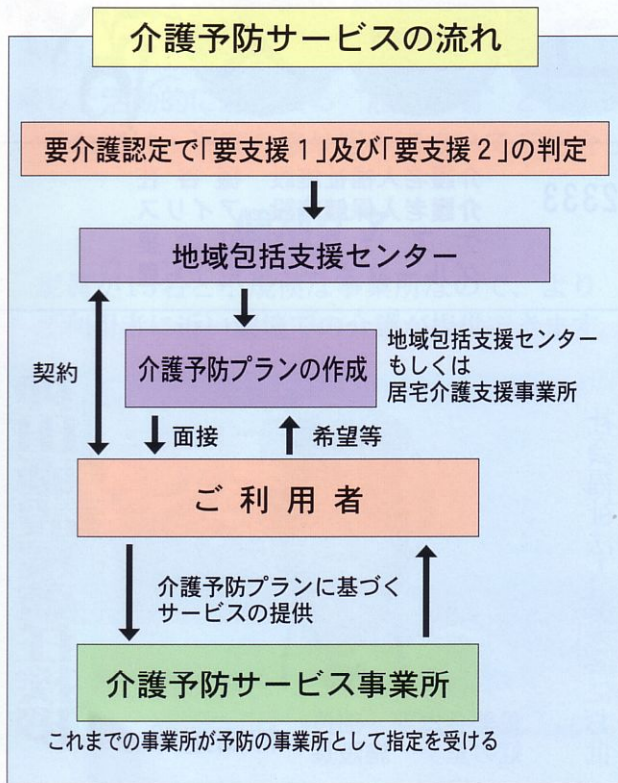 介護予防サービスの流れ
要介護認定で「要支援１」及び「要支援２」の判定
地域包括支援センター
介護予防プランの作成
地域包括支援センター
もしくは
居宅介護支援事業所
契約
面接
希望等
ご利用者
介護予防プランに基づく
サービスの提供
介護予防サービス事業所
これまでの事業所が予防の事業所として指定を受ける